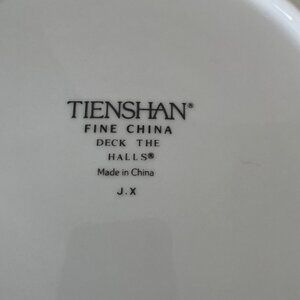 TIENSHAN®
FINE CHINA
DECK THE
HALLS®
Made in China
J.X